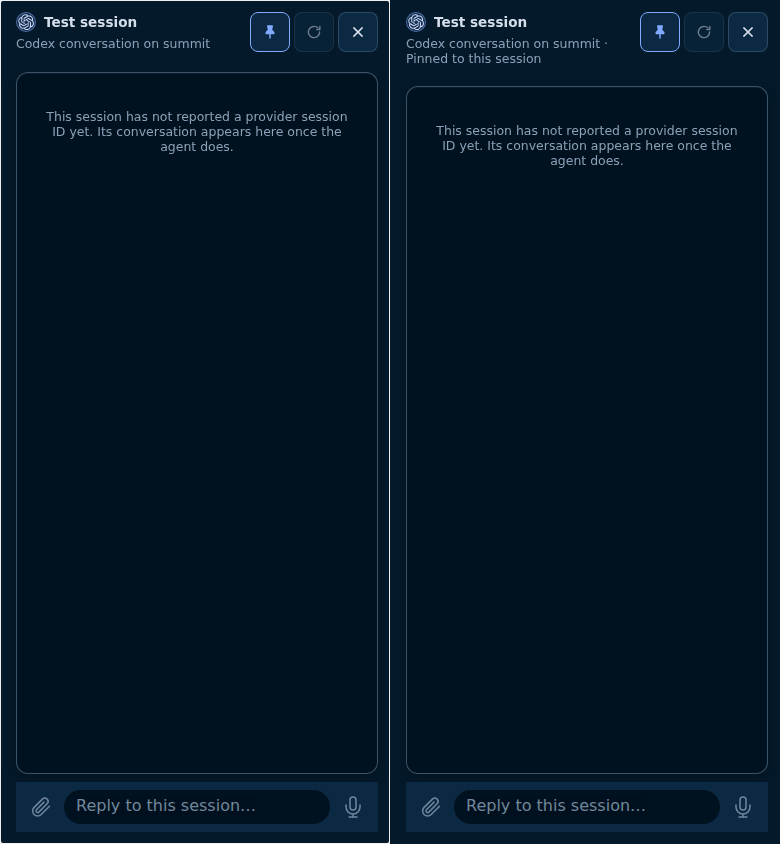 Test session
Codex conversation on summit
This session has not reported a provider session
ID yet. Its conversation appears here once the
agent does.
Reply to this session...
Test session
Codex conversation on summit ·
Pinned to this session
This session has not reported a provider session
ID yet. Its conversation appears here once the
agent does.
Reply to this session...